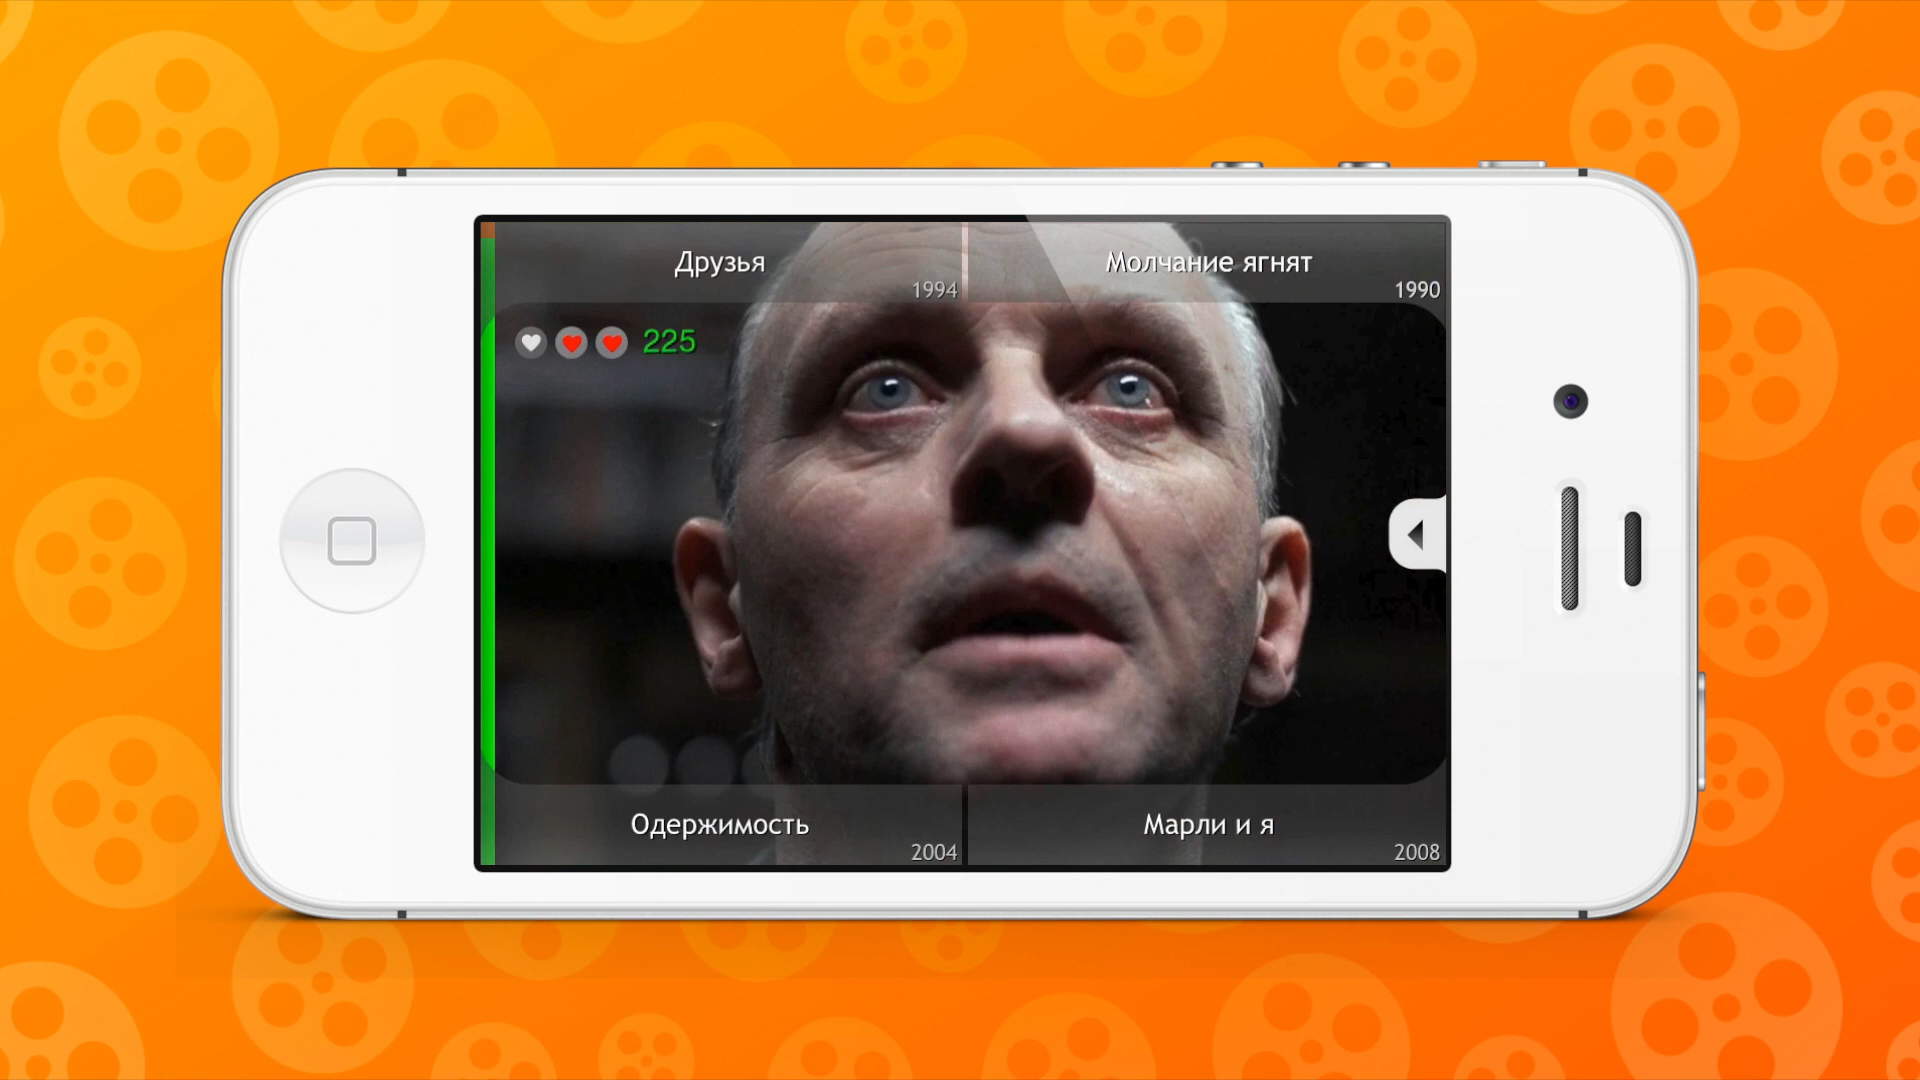 Друзья
1994
Молчание ягнят
1990
225
Одержимость
2004
Марли и я
2008